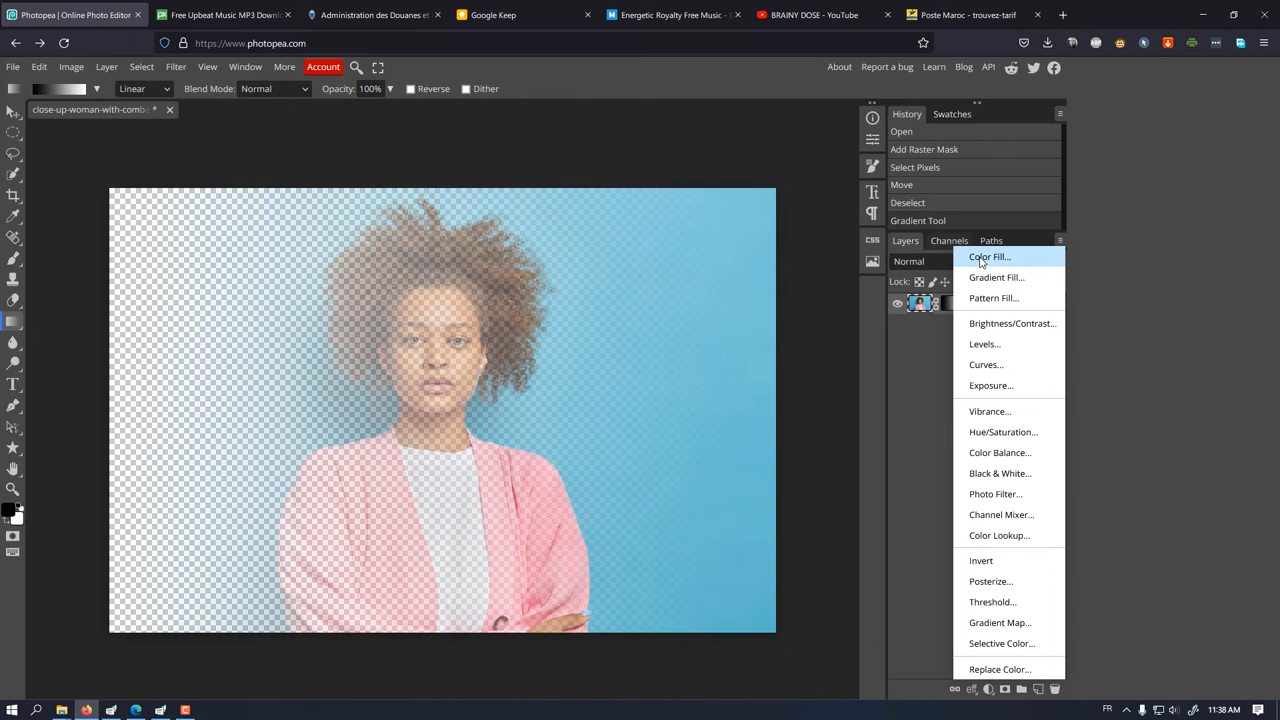 Photopea | Online Photo Editor
Free Upbeat Music MP3 Downl
Administration des Douanes et
Google Keep
Energetic Royalty Free Music - D
BRAINY DOSE - YouTube
Poste Maroc - trouvez-tarif
https://www.photopea.com
File Edit Image Layer Select Filter View Window More Account
About Report a bug Learn Blog API
Linear Blend Mode: Normal Opacity: 100% Reverse Dither
close-up-woman-with-combe *
History Swatches
Open
Add Raster Mask
Select Pixels
Move
Deselect
Gradient Tool
CSS
Layers Channels Paths
Normal
Lock:
Color Fill...
Gradient Fill...
Pattern Fill...
Brightness/Contrast...
Levels...
Curves...
Exposure...
Vibrance...
Hue/Saturation...
Color Balance...
Black & White...
Photo Filter...
Channel Mixer...
Color Lookup...
Invert
Posterize...
Threshold...
Gradient Map...
Selective Color...
Replace Color...
eff
FR
11:38 AM